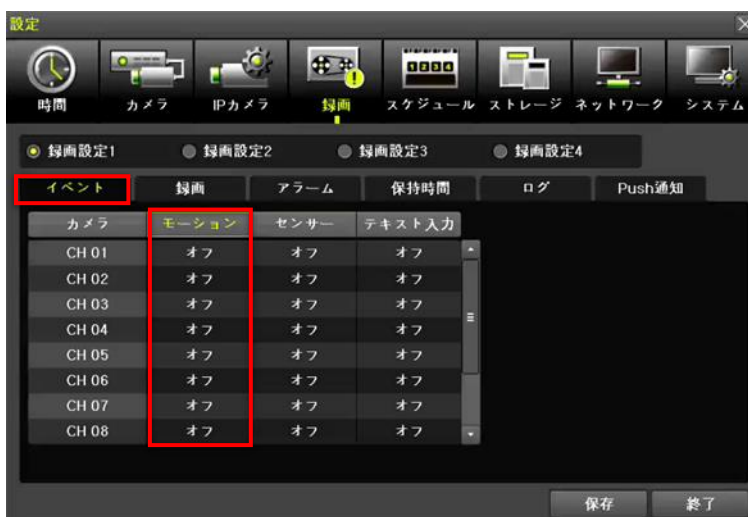 設定
時間 カメラ IPカメラ 録画 スケジュール ストレージ ネットワーク システム
録画設定1 録画設定2 録画設定3 録画設定4
イベント 録画 アラーム 保持時間 ログ Push通知
カメラ モーション センサー テキスト入力
CH 01 オフ オフ オフ
CH 02 オフ オフ オフ
CH 03 オフ オフ オフ
CH 04 オフ オフ オフ
CH 05 オフ オフ オフ
CH 06 オフ オフ オフ
CH 07 オフ オフ オフ
CH 08 オフ オフ オフ
保存 終了